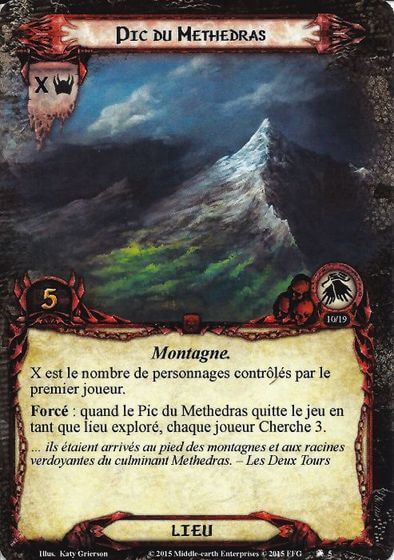 Pic du Methedras
X
5
10/19
Montagne.
X est le nombre de personnages contrôlés par le
premier joueur.
Forcé : quand le Pic du Methedras quitte le jeu en
tant que lieu exploré, chaque joueur Cherche 3.
... ils étaient arrivés au pied des montagnes et aux racines
verdoyantes du culminant Methedras. – Les Deux Tours
LIEU
Illus. Katy Grierson © 2015 Middle-earth Enterprises © 2015 FFG 5